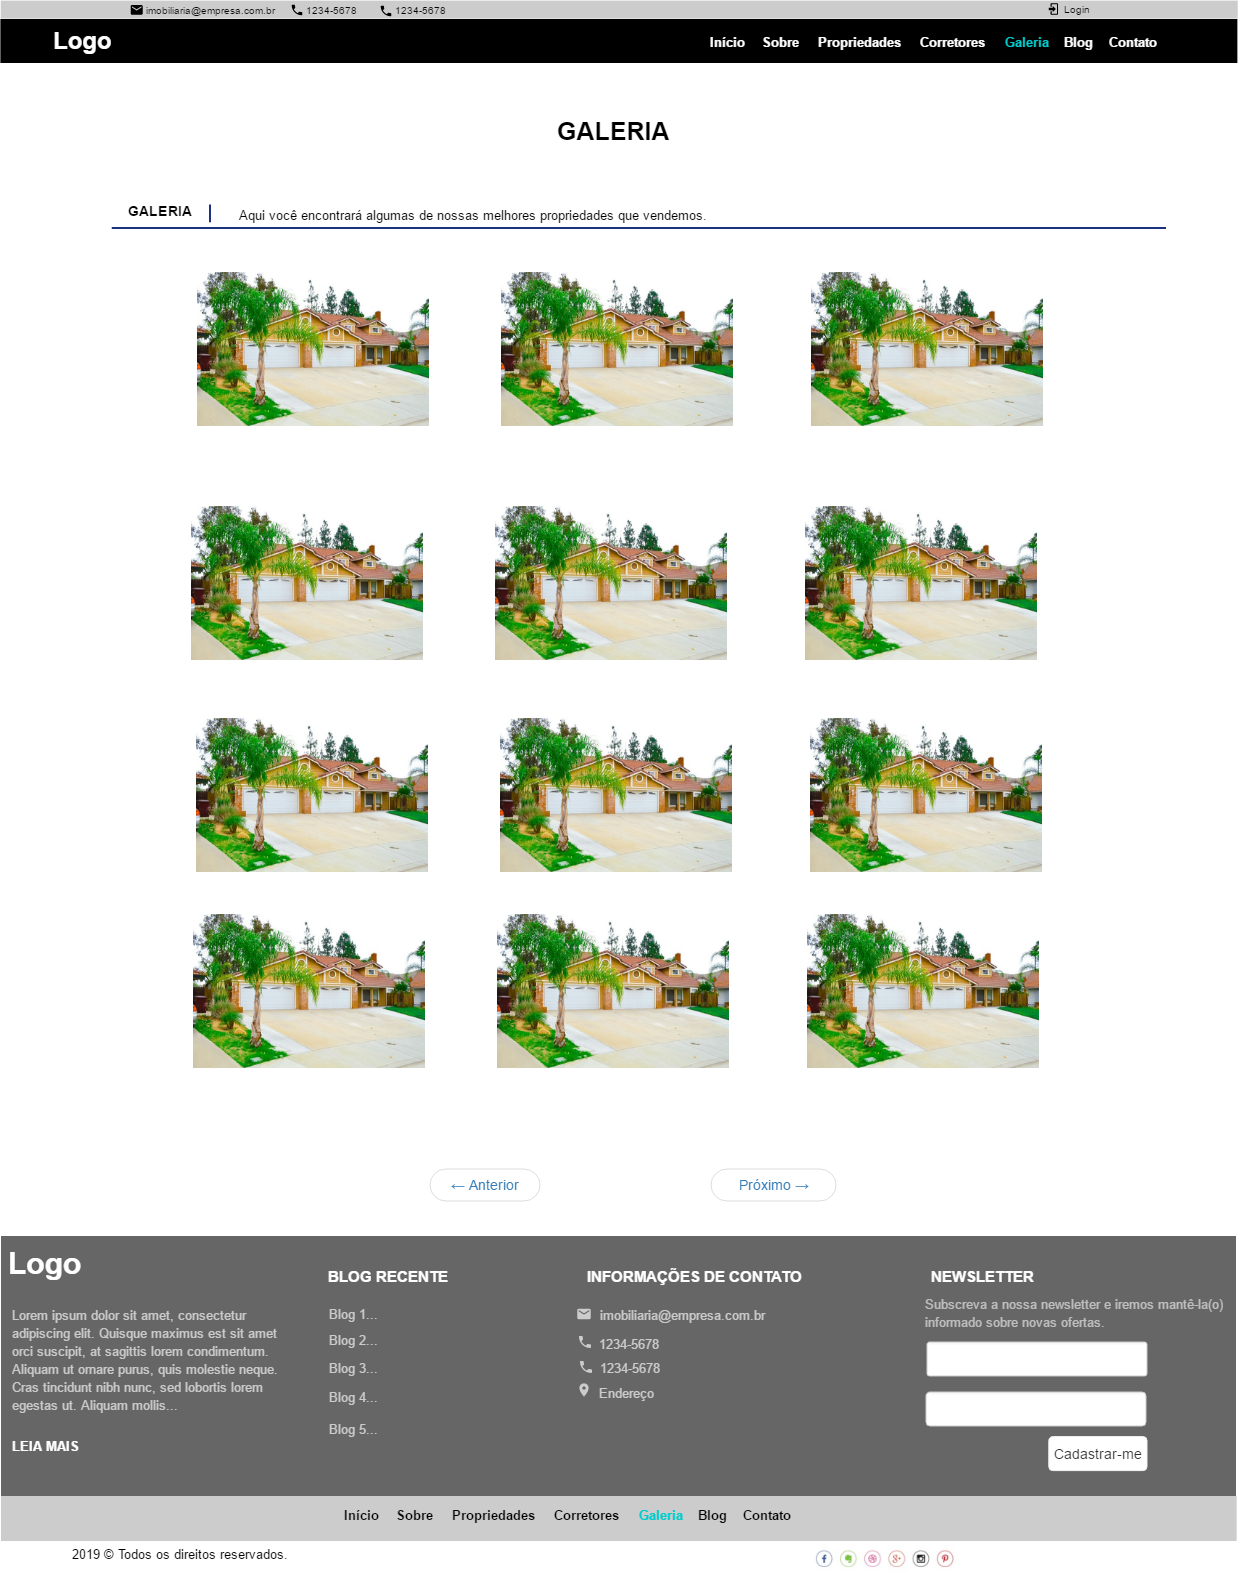 imobiliaria@empresa.com.br 1234-5678 1234-5678 Login
Logo Início Sobre Propriedades Corretores Galeria Blog Contato
GALERIA
GALERIA Aqui você encontrará algumas de nossas melhores propriedades que vendemos.
← Anterior Próximo →
Logo
Lorem ipsum dolor sit amet, consectetur
adipiscing elit. Quisque maximus est sit amet
orci suscipit, at sagittis lorem condimentum.
Aliquam ut ornare purus, quis molestie neque.
Cras tincidunt nibh nunc, sed lobortis lorem
egestas ut. Aliquam mollis...
LEIA MAIS
BLOG RECENTE
Blog 1...
Blog 2...
Blog 3...
Blog 4...
Blog 5...
INFORMAÇÕES DE CONTATO
imobiliaria@empresa.com.br
1234-5678
1234-5678
Endereço
NEWSLETTER
Subscreva a nossa newsletter e iremos mantê-la(o)
informado sobre novas ofertas.
Cadastrar-me
Início Sobre Propriedades Corretores Galeria Blog Contato
2019 © Todos os direitos reservados.